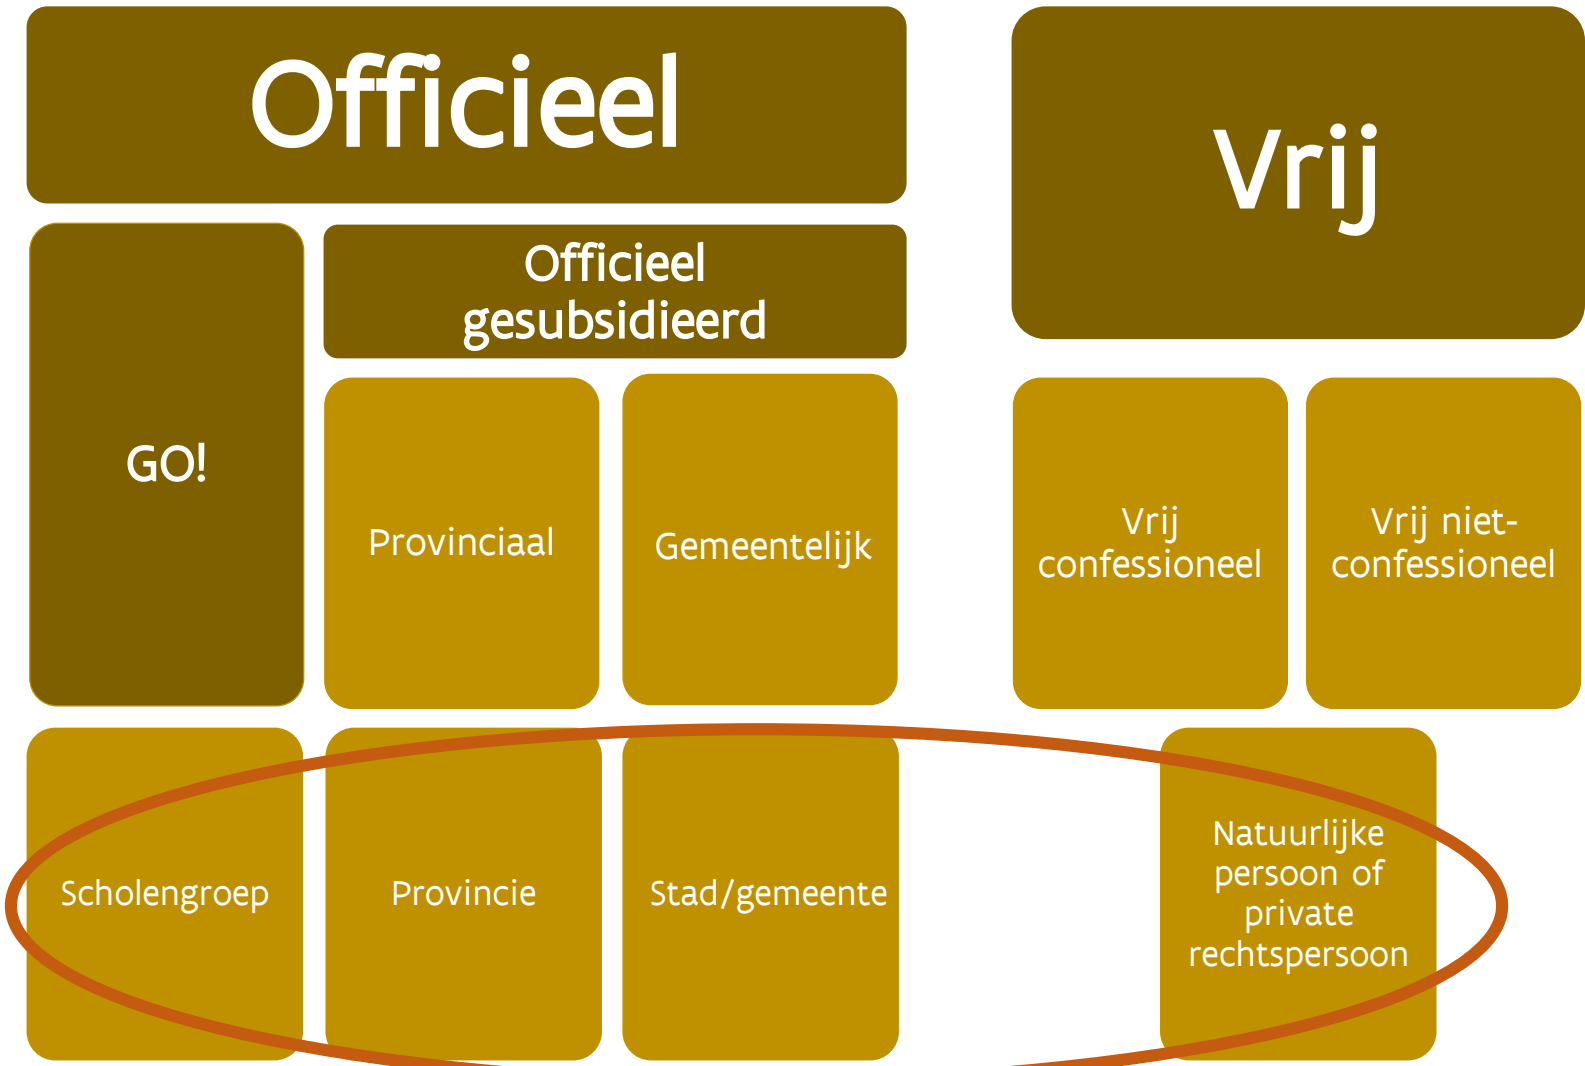 Officieel
Vrij
Officieel
gesubsidieerd
GO!
Provinciaal
Gemeentelijk
Vrij
confessioneel
Vrij niet-
confessioneel
Scholengroep
Provincie
Stad/gemeente
Natuurlijke
persoon of
private
rechtspersoon